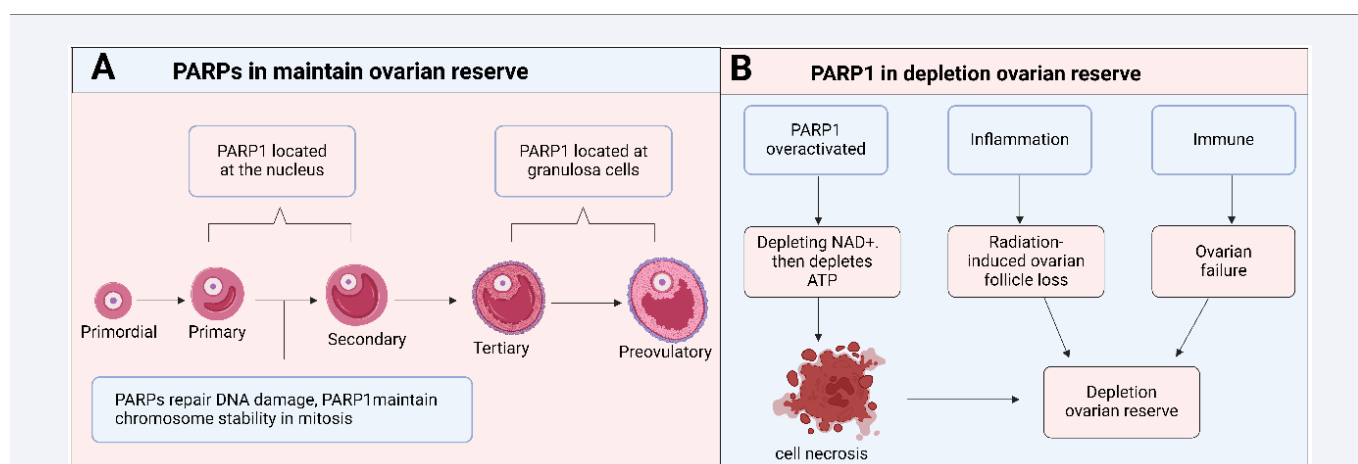 A
PARPs in maintain ovarian reserve
PARP1 located
at the nucleus
PARP1 located at
granulosa cells
Primordial
Primary
Secondary
Tertiary
Preovulatory
PARPs repair DNA damage, PARP1maintain
chromosome stability in mitosis
B
PARP1 in depletion ovarian reserve
PARP1
overactivated
Inflammation
Immune
Depleting NAD+.
then depletes
ATP
Radiation-
induced ovarian
follicle loss
Ovarian
failure
cell necrosis
Depletion
ovarian reserve